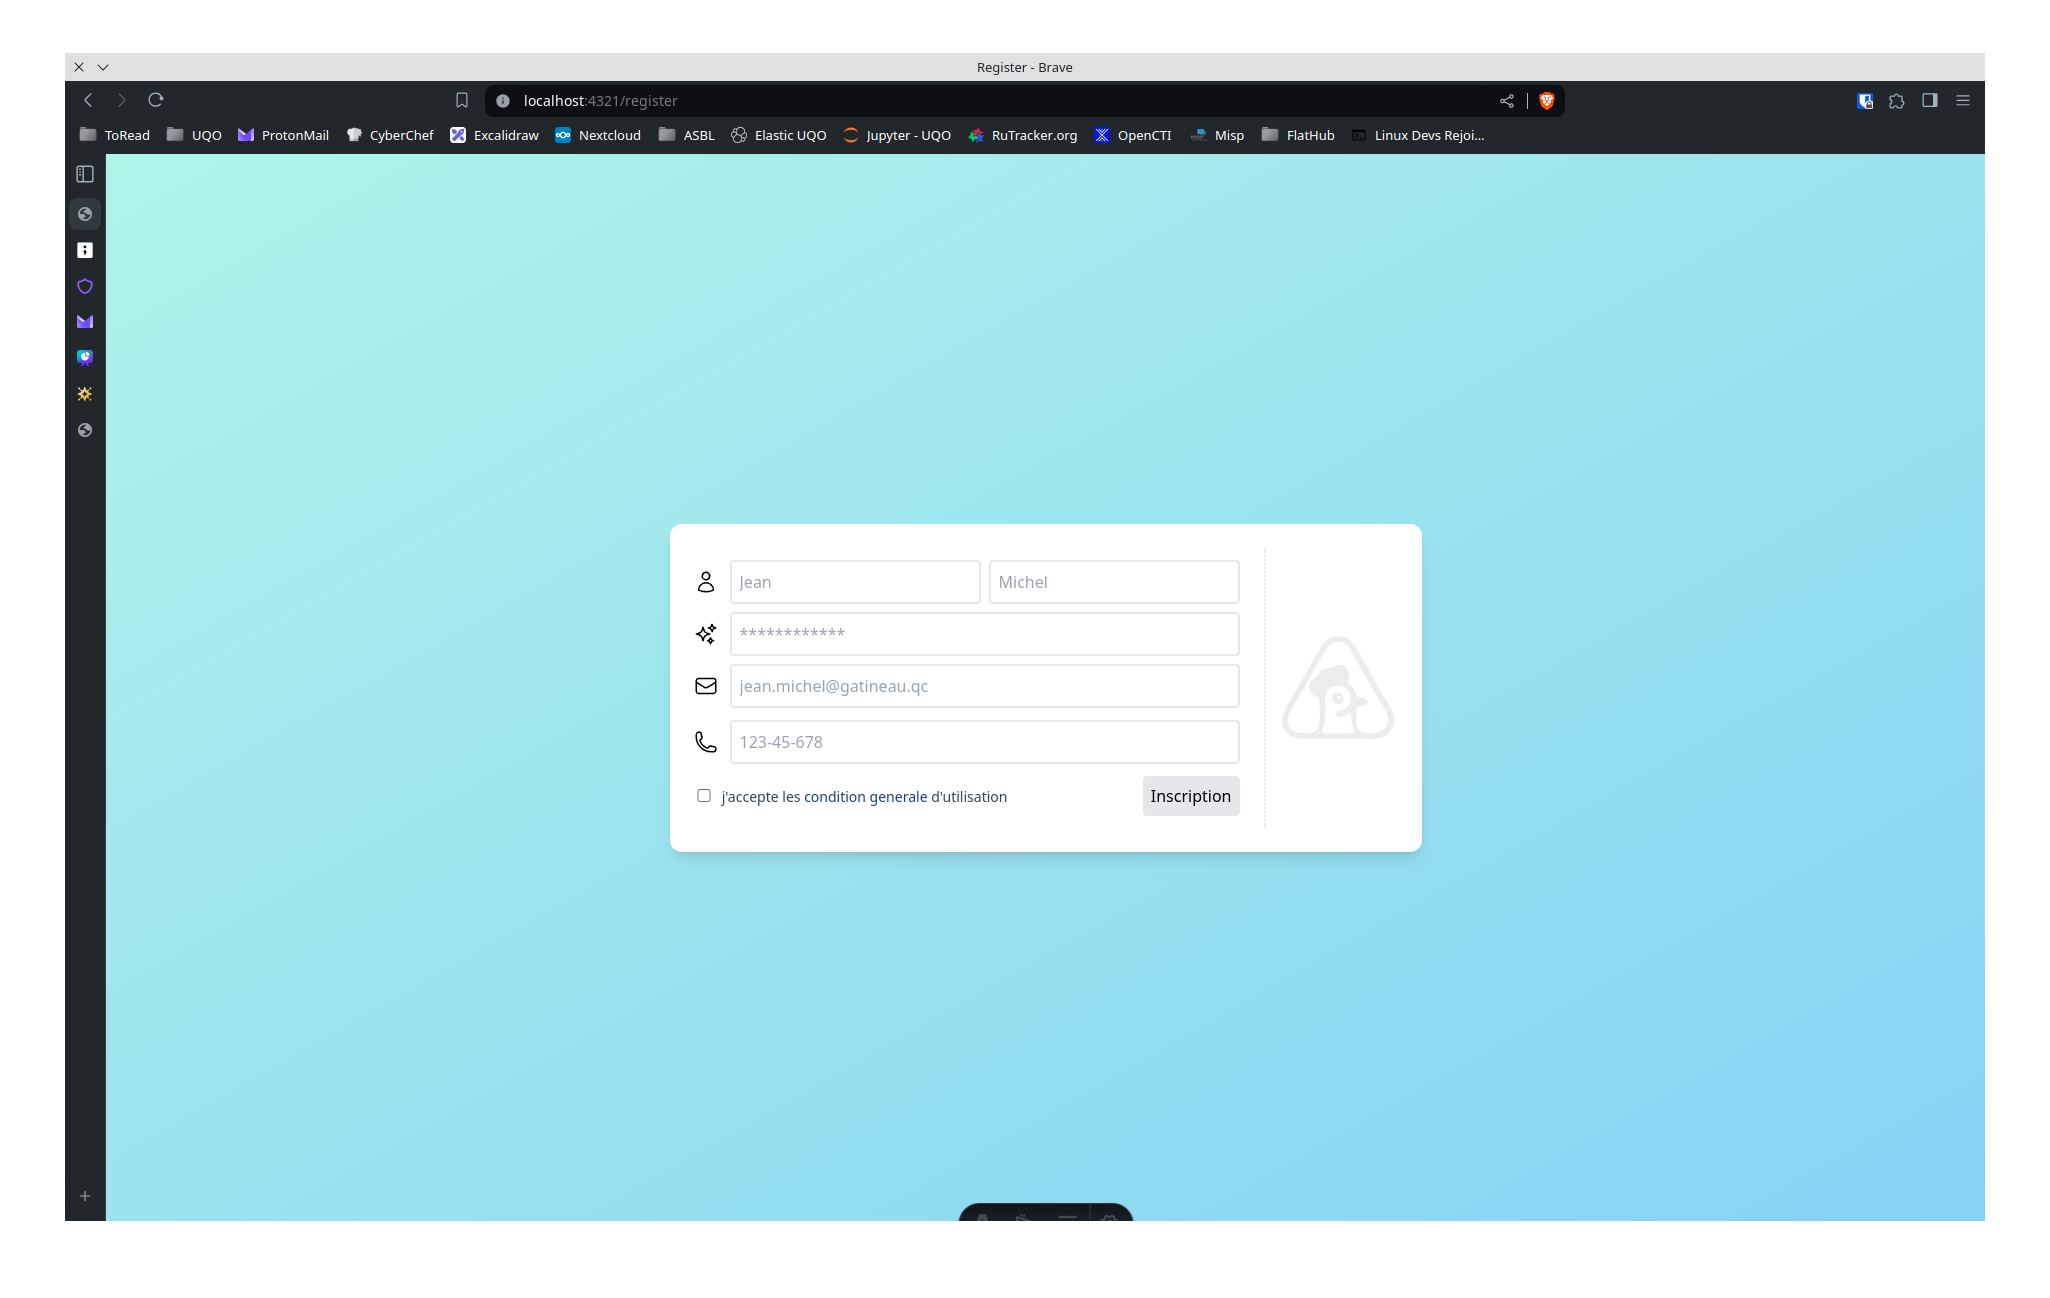 Register - Brave
localhost:4321/register
ToRead UQO ProtonMail CyberChef Excalidraw Nextcloud ASBL Elastic UQO Jupyter - UQO RuTracker.org OpenCTI Misp FlatHub Linux Devs Rejoi...
Jean Michel
************
jean.michel@gatineau.qc
123-45-678
j'accepte les condition generale d'utilisation Inscription